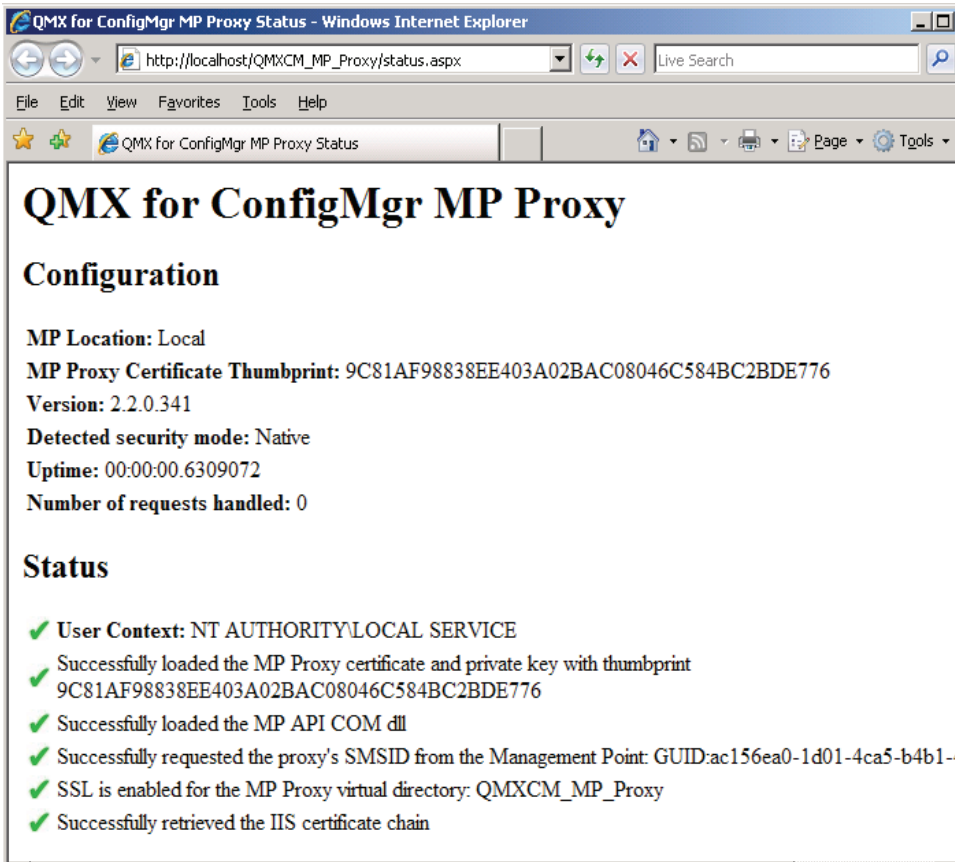 QMX for ConfigMgr MP Proxy Status - Windows Internet Explorer
http://localhost/QMXCM_MP_Proxy/status.aspx
Live Search
File Edit View Favorites Tools Help
QMX for ConfigMgr MP Proxy Status
Page
Tools
QMX for ConfigMgr MP Proxy
Configuration
MP Location: Local
MP Proxy Certificate Thumbprint: 9C81AF98838EE403A02BAC08046C584BC2BDE776
Version: 2.2.0.341
Detected security mode: Native
Uptime: 00:00:00.6309072
Number of requests handled: 0
Status
User Context: NT AUTHORITY\LOCAL SERVICE
Successfully loaded the MP Proxy certificate and private key with thumbprint
9C81AF98838EE403A02BAC08046C584BC2BDE776
Successfully loaded the MP API COM dll
Successfully requested the proxy's SMSID from the Management Point: GUID:ac156ea0-1d01-4ca5-b4b1-
SSL is enabled for the MP Proxy virtual directory: QMXCM_MP_Proxy
Successfully retrieved the IIS certificate chain